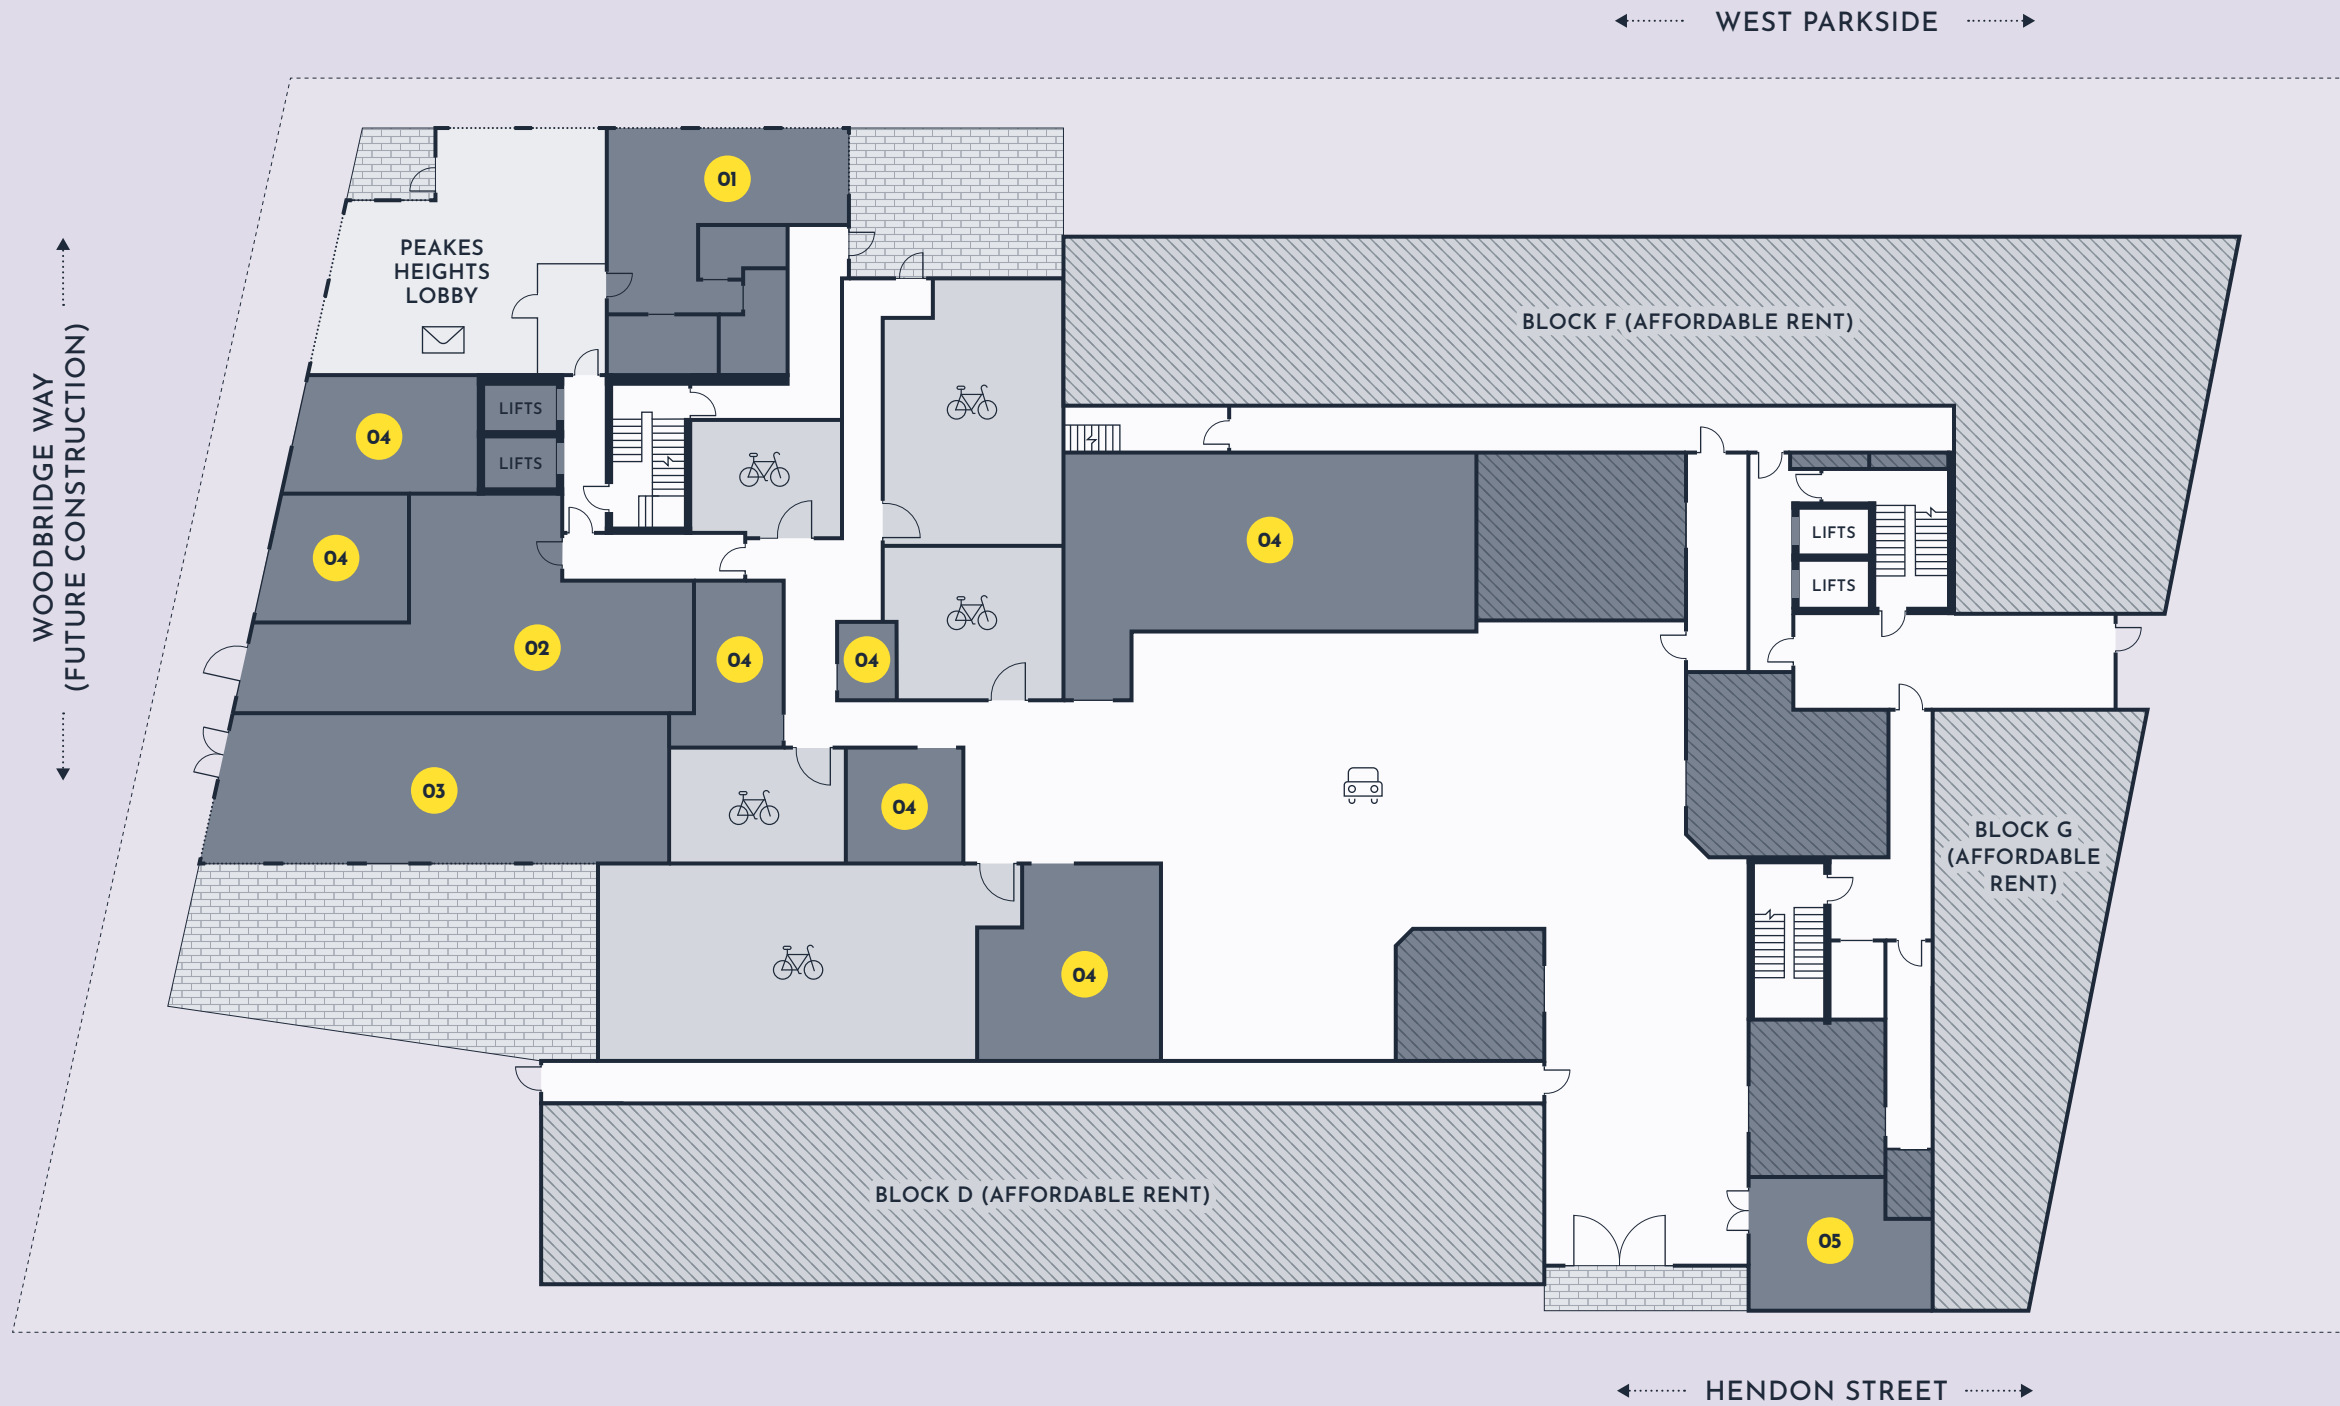 WEST PARKSIDE
01
PEAKES
HEIGHTS
LOBBY
WOODBRIDGE WAY
(FUTURE CONSTRUCTION)
BLOCK F (AFFORDABLE RENT)
LIFTS
04
LIFTS
04
04
LIFTS
LIFTS
02
04
04
03
04
BLOCK G
(AFFORDABLE
RENT)
04
BLOCK D (AFFORDABLE RENT)
05
HENDON STREET